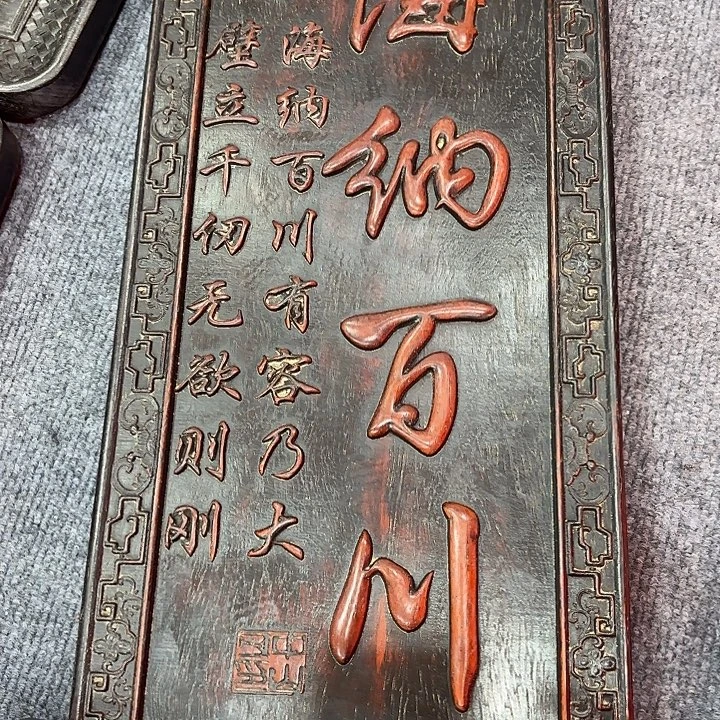 海纳百川
海纳百川有容乃大
壁立千仞无欲则刚